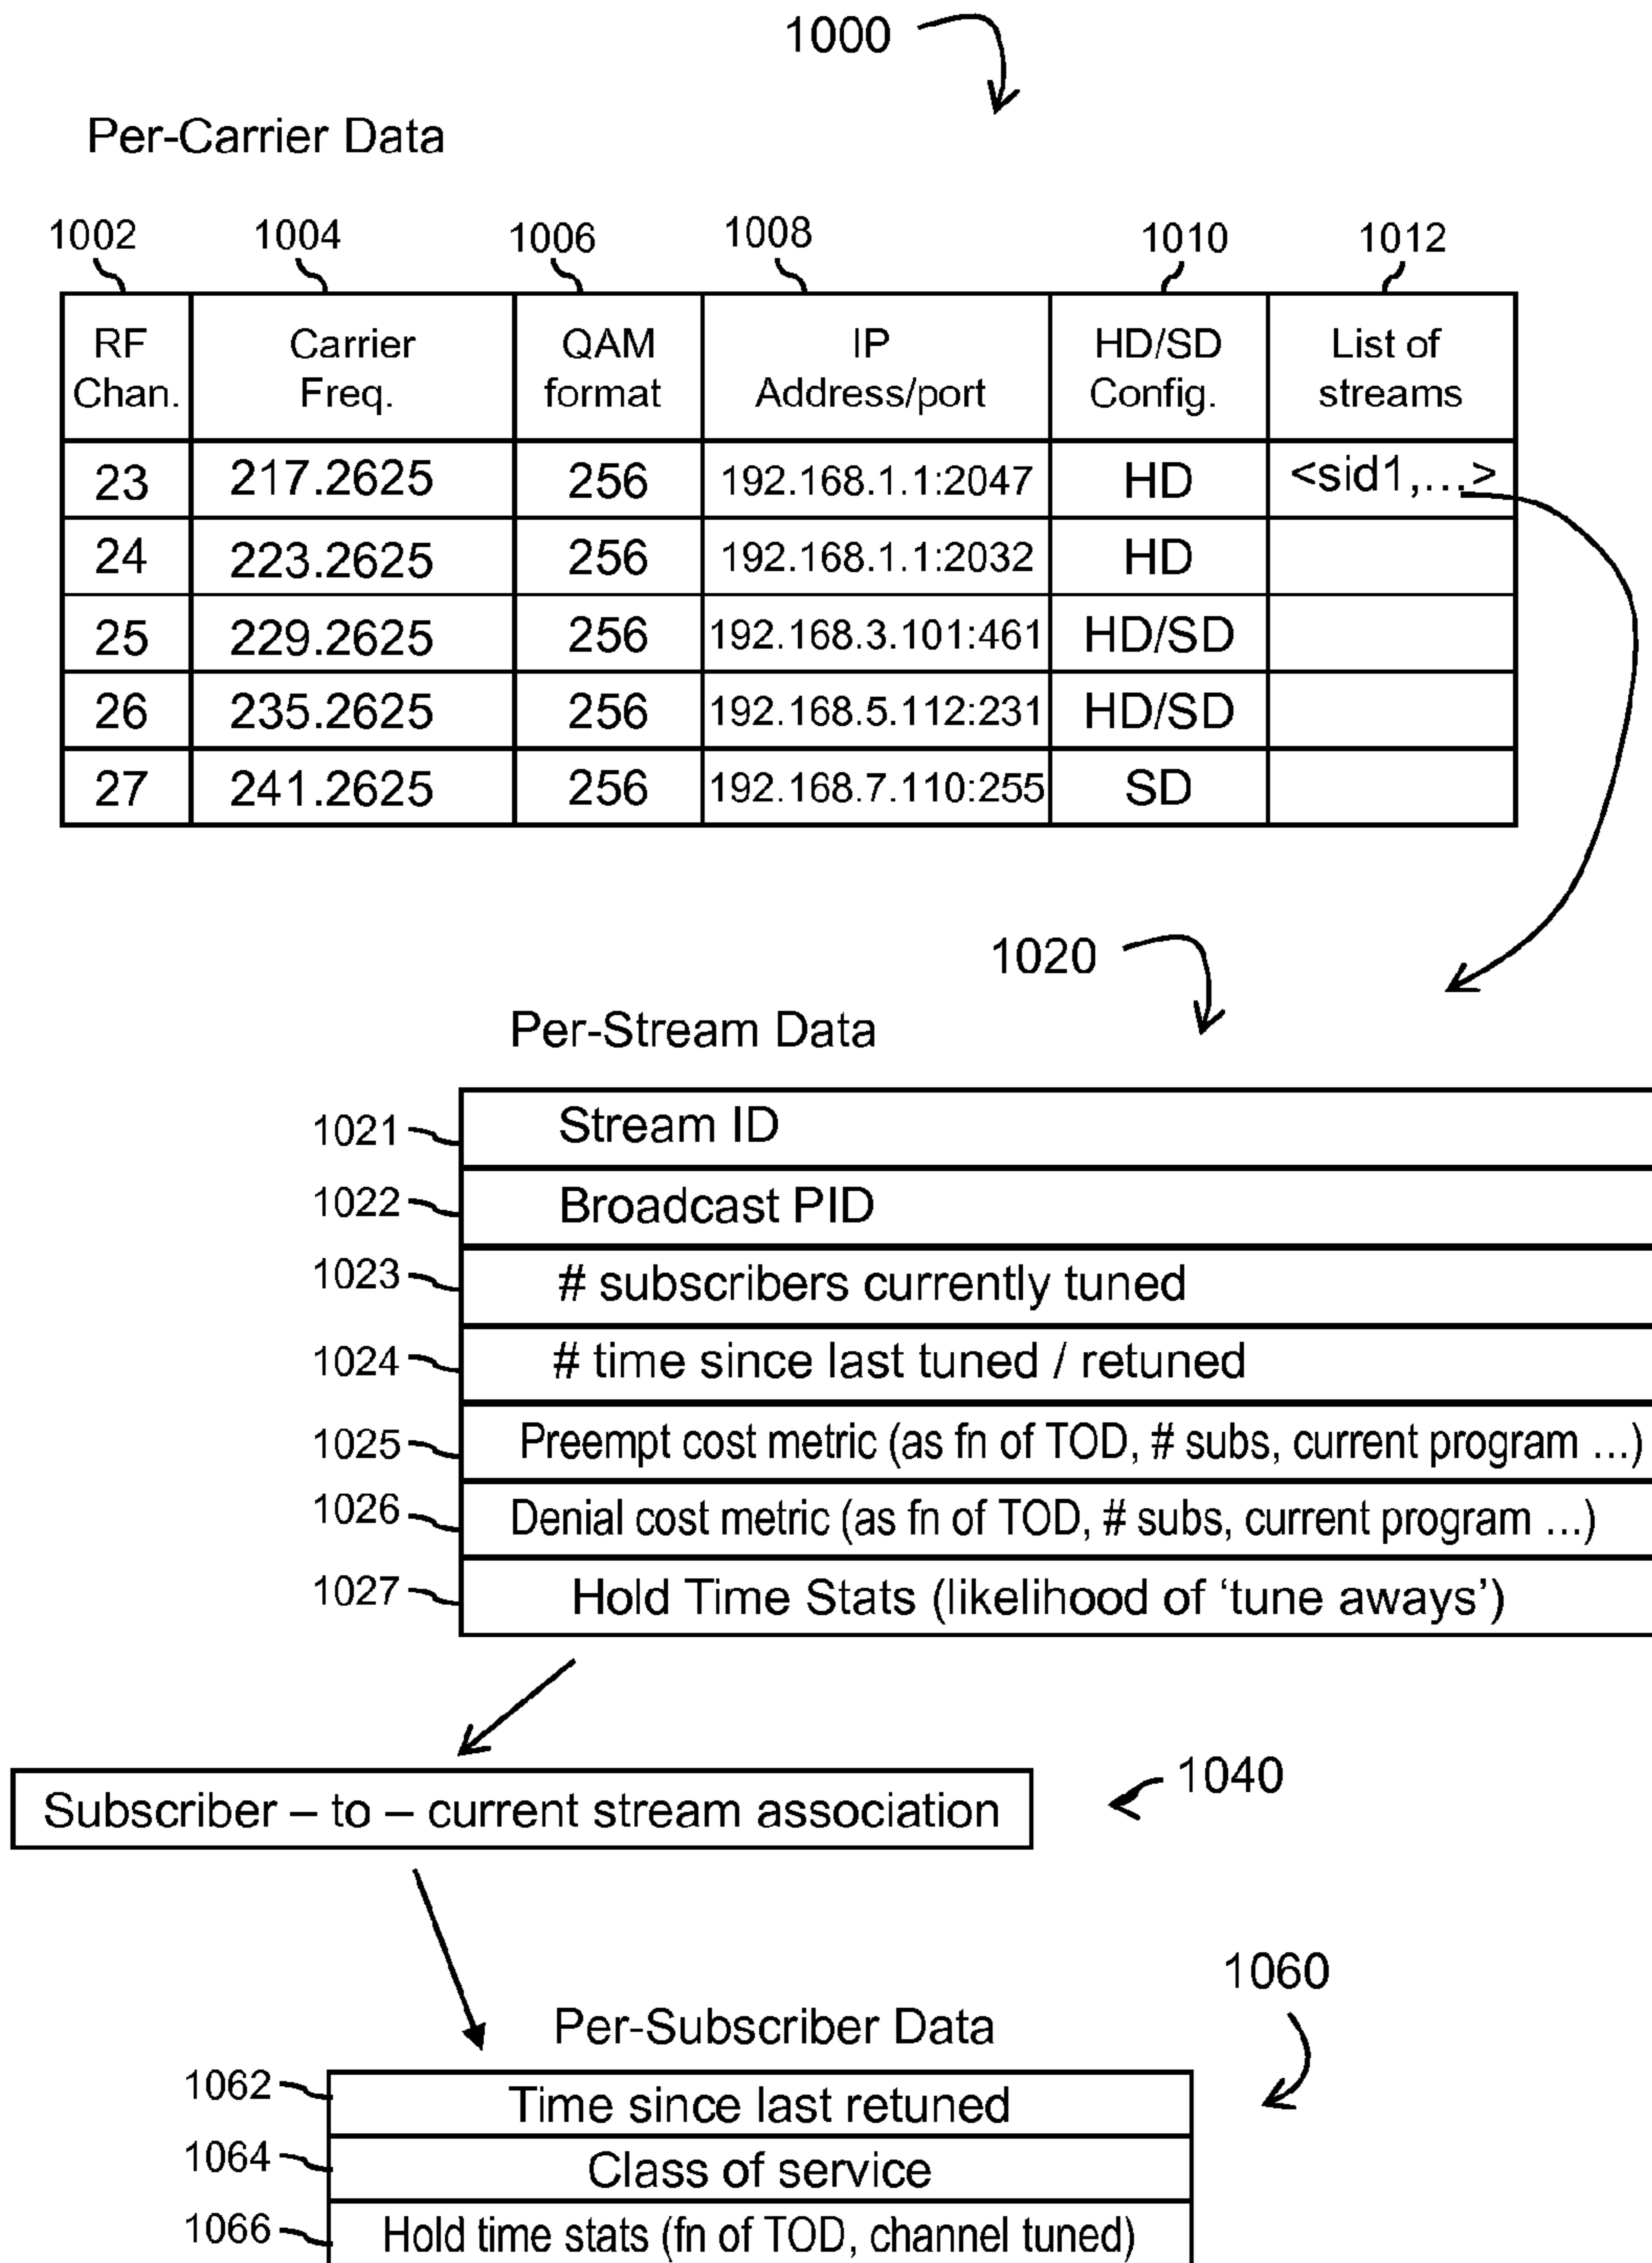 1000
Per-Carrier Data
1002 1004 1006 1008 1010 1012
RF Chan. Carrier Freq. QAM format IP Address/port HD/SD Config. List of streams
23 217.2625 256 192.168.1.1:2047 HD <sid1,...>
24 223.2625 256 192.168.1.1:2032 HD
25 229.2625 256 192.168.3.101:461 HD/SD
26 235.2625 256 192.168.5.112:231 HD/SD
27 241.2625 256 192.168.7.110:255 SD
1020
Per-Stream Data
1021 Stream ID
1022 Broadcast PID
1023 # subscribers currently tuned
1024 # time since last tuned / retuned
1025 Preempt cost metric (as fn of TOD, # subs, current program ...)
1026 Denial cost metric (as fn of TOD, # subs, current program ...)
1027 Hold Time Stats (likelihood of ‘tune aways’)
Subscriber – to – current stream association 1040
1060
Per-Subscriber Data
1062 Time since last retuned
1064 Class of service
1066 Hold time stats (fn of TOD, channel tuned)